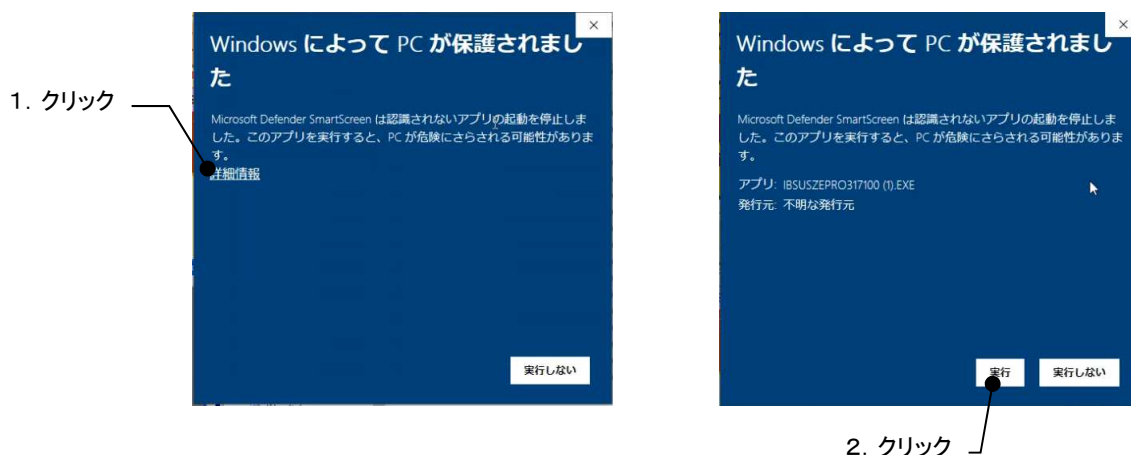 Windows によって PC が保護されまし
た
1. クリック
Microsoft Defender SmartScreen は認識されないアプリの起動を停止しま
した。このアプリを実行すると、PC が危険にさらされる可能性がありま
す。
詳細情報
実行しない
Windows によって PC が保護されまし
た
Microsoft Defender SmartScreen は認識されないアプリの起動を停止しま
した。このアプリを実行すると、PC が危険にさらされる可能性がありま
す。
アプリ: IBSUSZEPRO317100 (1).EXE
発行元: 不明な発行元
実行 実行しない
2. クリック